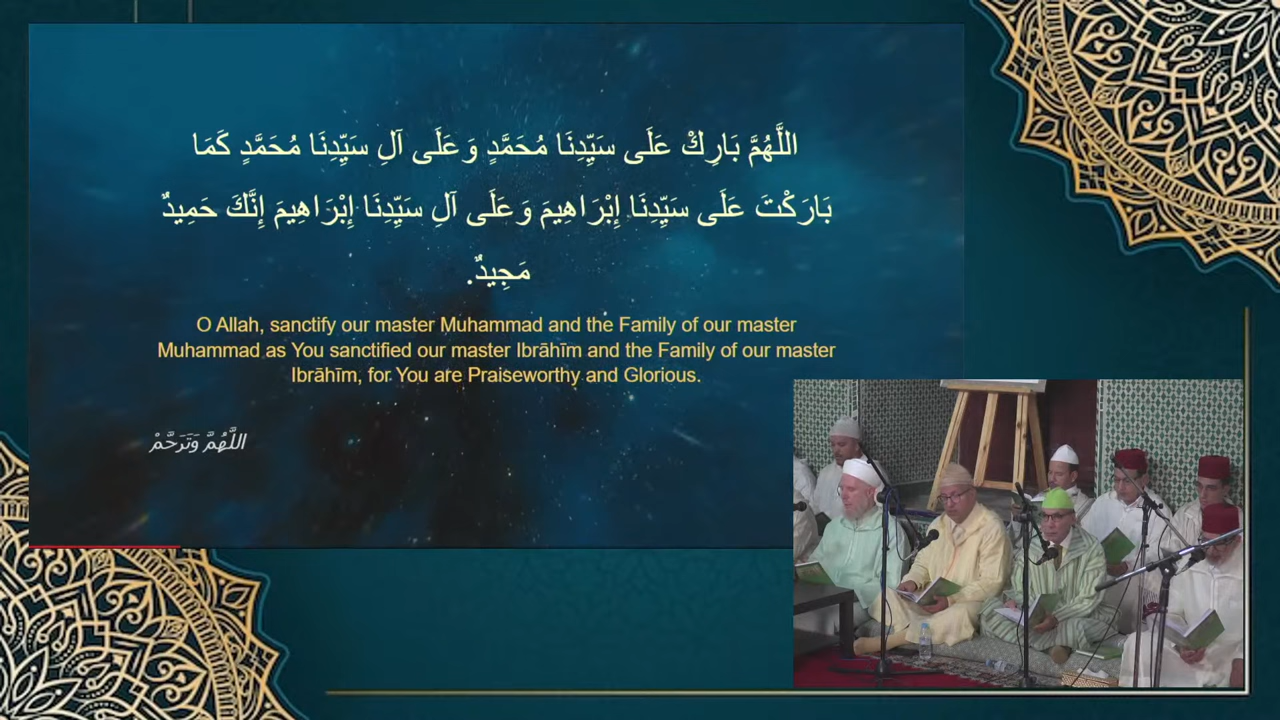 اللَّهُمَّ بَارِكْ عَلَى سَيِّدِنَا مُحَمَّدٍ وَعَلَى آلِ سَيِّدِنَا مُحَمَّدٍ كَمَا
بَارَكْتَ عَلَى سَيِّدِنَا إِبْرَاهِيمَ وَعَلَى آلِ سَيِّدِنَا إِبْرَاهِيمَ إِنَّكَ حَمِيدٌ
مَجِيدٌ.
O Allah, sanctify our master Muhammad and the Family of our master
Muhammad as You sanctified our master Ibrāhīm and the Family of our master
Ibrāhīm, for You are Praiseworthy and Glorious.
اللَّهُمَّ وَتَرَحَّمْ